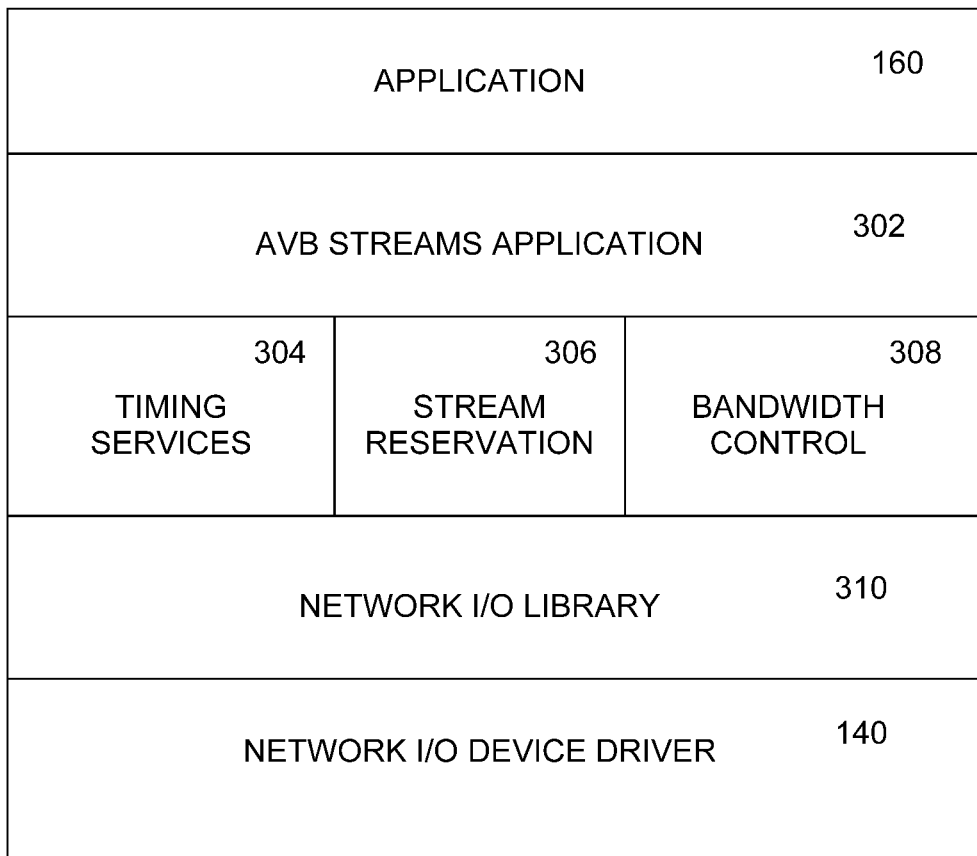 160
APPLICATION
302
AVB STREAMS APPLICATION
304
TIMING
SERVICES
306
STREAM
RESERVATION
308
BANDWIDTH
CONTROL
310
NETWORK I/O LIBRARY
140
NETWORK I/O DEVICE DRIVER